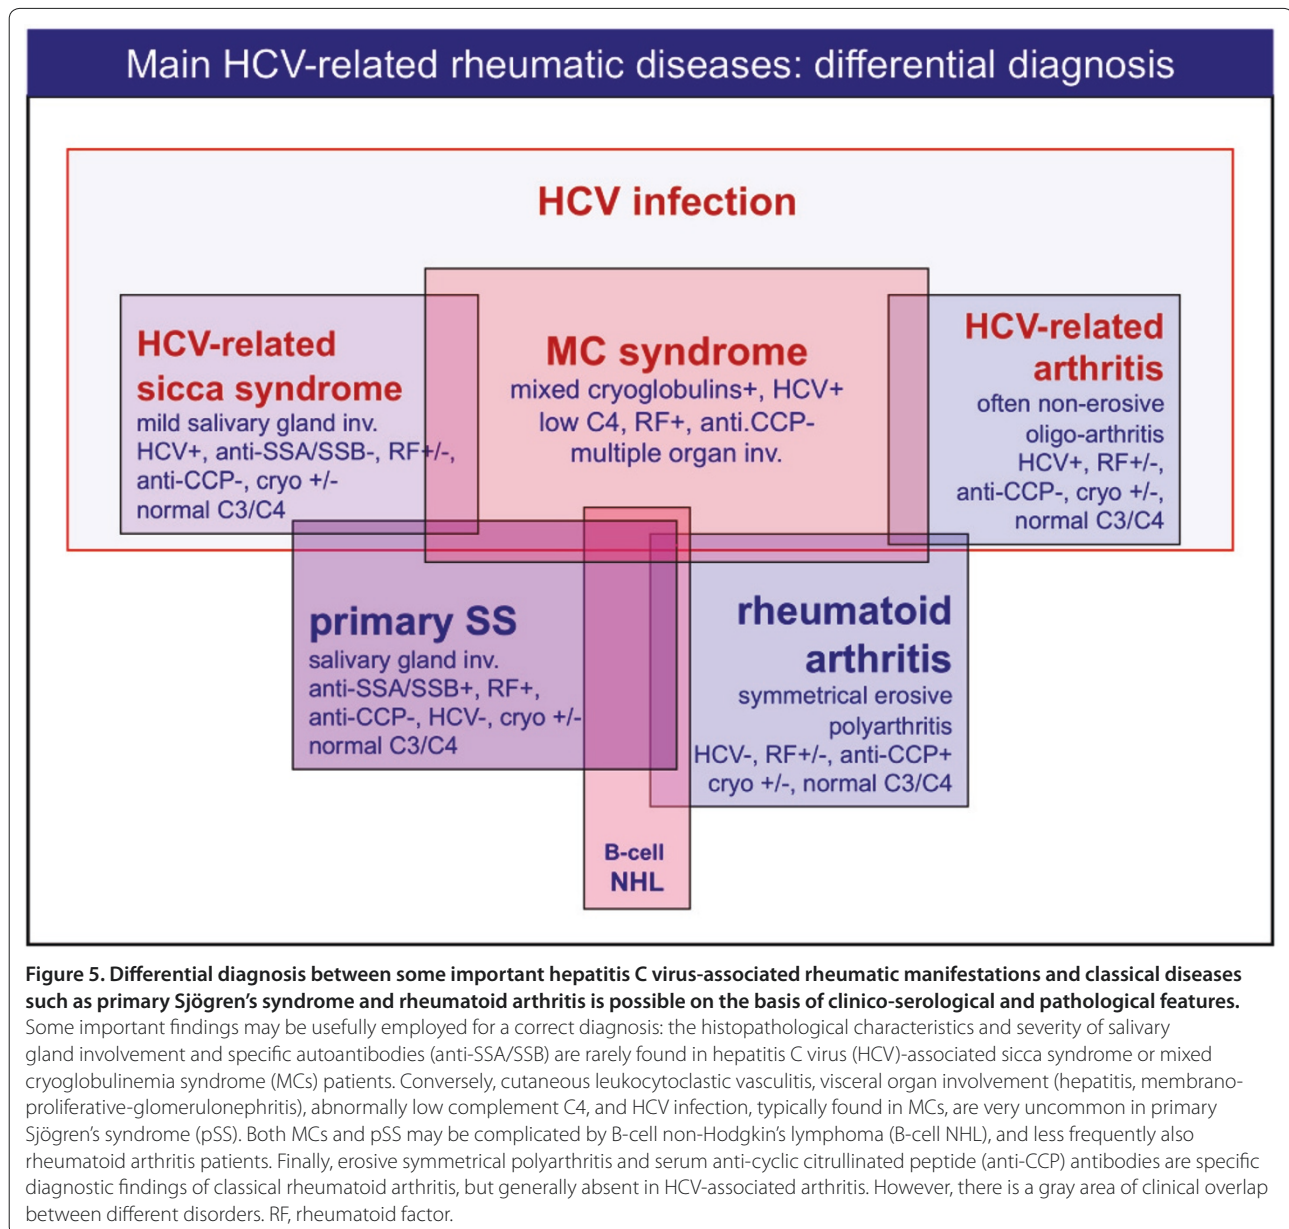 Main HCV-related rheumatic diseases: differential diagnosis
HCV infection
HCV-related
sicca syndrome
mild salivary gland inv.
HCV+, anti-SSA/SSB-, RF+/-,
anti-CCP-, cryo +/-
normal C3/C4
MC syndrome
mixed cryoglobulins+, HCV+
low C4, RF+, anti.CCP-
multiple organ inv.
HCV-related
arthritis
often non-erosive
oligo-arthritis
HCV+, RF+/-,
anti-CCP-, cryo +/-,
normal C3/C4
primary SS
salivary gland inv.
anti-SSA/SSB+, RF+,
anti-CCP-, HCV-, cryo +/-
normal C3/C4
rheumatoid
arthritis
symmetrical erosive
polyarthritis
HCV-, RF+/-, anti-CCP+
cryo +/-, normal C3/C4
B-cell
NHL
Figure 5. Differential diagnosis between some important hepatitis C virus-associated rheumatic manifestations and classical diseases
such as primary Sjögren's syndrome and rheumatoid arthritis is possible on the basis of clinico-serological and pathological features.
Some important findings may be usefully employed for a correct diagnosis: the histopathological characteristics and severity of salivary
gland involvement and specific autoantibodies (anti-SSA/SSB) are rarely found in hepatitis C virus (HCV)-associated sicca syndrome or mixed
cryoglobulinemia syndrome (MCs) patients. Conversely, cutaneous leukocytoclastic vasculitis, visceral organ involvement (hepatitis, membrano-
proliferative-glomerulonephritis), abnormally low complement C4, and HCV infection, typically found in MCs, are very uncommon in primary
Sjögren's syndrome (pSS). Both MCs and pSS may be complicated by B-cell non-Hodgkin's lymphoma (B-cell NHL), and less frequently also
rheumatoid arthritis patients. Finally, erosive symmetrical polyarthritis and serum anti-cyclic citrullinated peptide (anti-CCP) antibodies are specific
diagnostic findings of classical rheumatoid arthritis, but generally absent in HCV-associated arthritis. However, there is a gray area of clinical overlap
between different disorders. RF, rheumatoid factor.